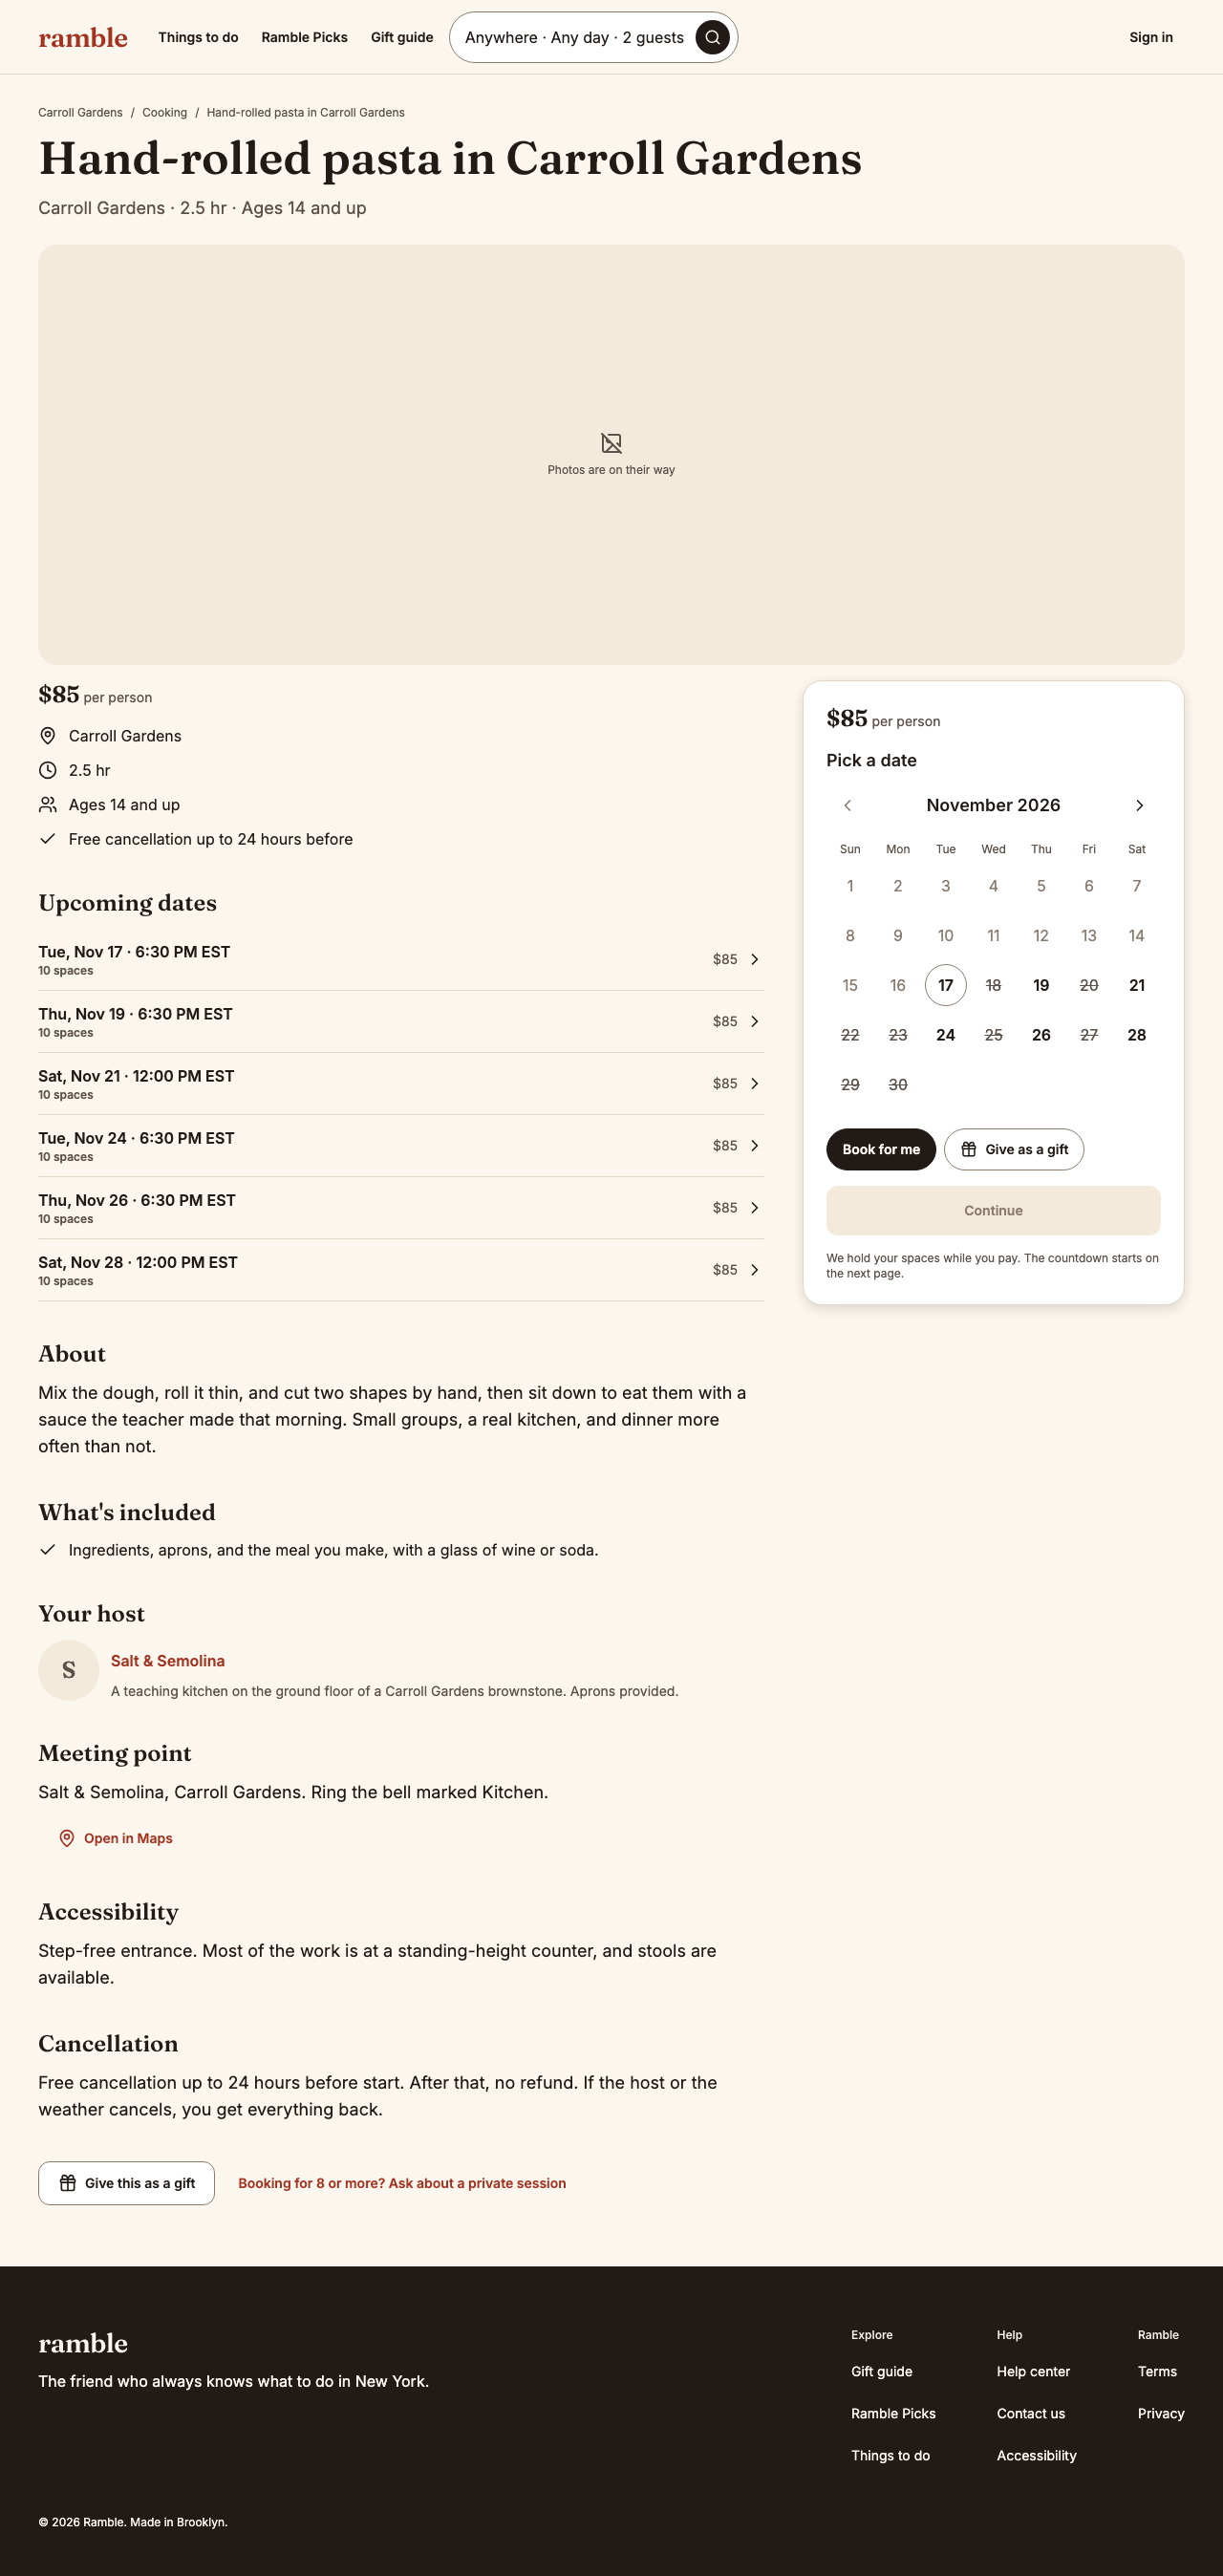 ramble
Things to do
Ramble Picks
Gift guide
Anywhere · Any day · 2 guests
Sign in
Carroll Gardens / Cooking / Hand-rolled pasta in Carroll Gardens
Hand-rolled pasta in Carroll Gardens
Carroll Gardens · 2.5 hr · Ages 14 and up
Photos are on their way
$85 per person
Carroll Gardens
2.5 hr
Ages 14 and up
Free cancellation up to 24 hours before
Upcoming dates
Tue, Nov 17 · 6:30 PM EST
10 spaces
$85
Thu, Nov 19 · 6:30 PM EST
10 spaces
$85
Sat, Nov 21 · 12:00 PM EST
10 spaces
$85
Tue, Nov 24 · 6:30 PM EST
10 spaces
$85
Thu, Nov 26 · 6:30 PM EST
10 spaces
$85
Sat, Nov 28 · 12:00 PM EST
10 spaces
$85
$85 per person
Pick a date
November 2026
Sun Mon Tue Wed Thu Fri Sat
1 2 3 4 5 6 7
8 9 10 11 12 13 14
15 16 17 18 19 20 21
22 23 24 25 26 27 28
29 30
Book for me
Give as a gift
Continue
We hold your spaces while you pay. The countdown starts on
the next page.
About
Mix the dough, roll it thin, and cut two shapes by hand, then sit down to eat them with a
sauce the teacher made that morning. Small groups, a real kitchen, and dinner more
often than not.
What's included
Ingredients, aprons, and the meal you make, with a glass of wine or soda.
Your host
S
Salt & Semolina
A teaching kitchen on the ground floor of a Carroll Gardens brownstone. Aprons provided.
Meeting point
Salt & Semolina, Carroll Gardens. Ring the bell marked Kitchen.
Open in Maps
Accessibility
Step-free entrance. Most of the work is at a standing-height counter, and stools are
available.
Cancellation
Free cancellation up to 24 hours before start. After that, no refund. If the host or the
weather cancels, you get everything back.
Give this as a gift
Booking for 8 or more? Ask about a private session
ramble
The friend who always knows what to do in New York.
Explore
Gift guide
Ramble Picks
Things to do
Help
Help center
Contact us
Accessibility
Ramble
Terms
Privacy
© 2026 Ramble. Made in Brooklyn.